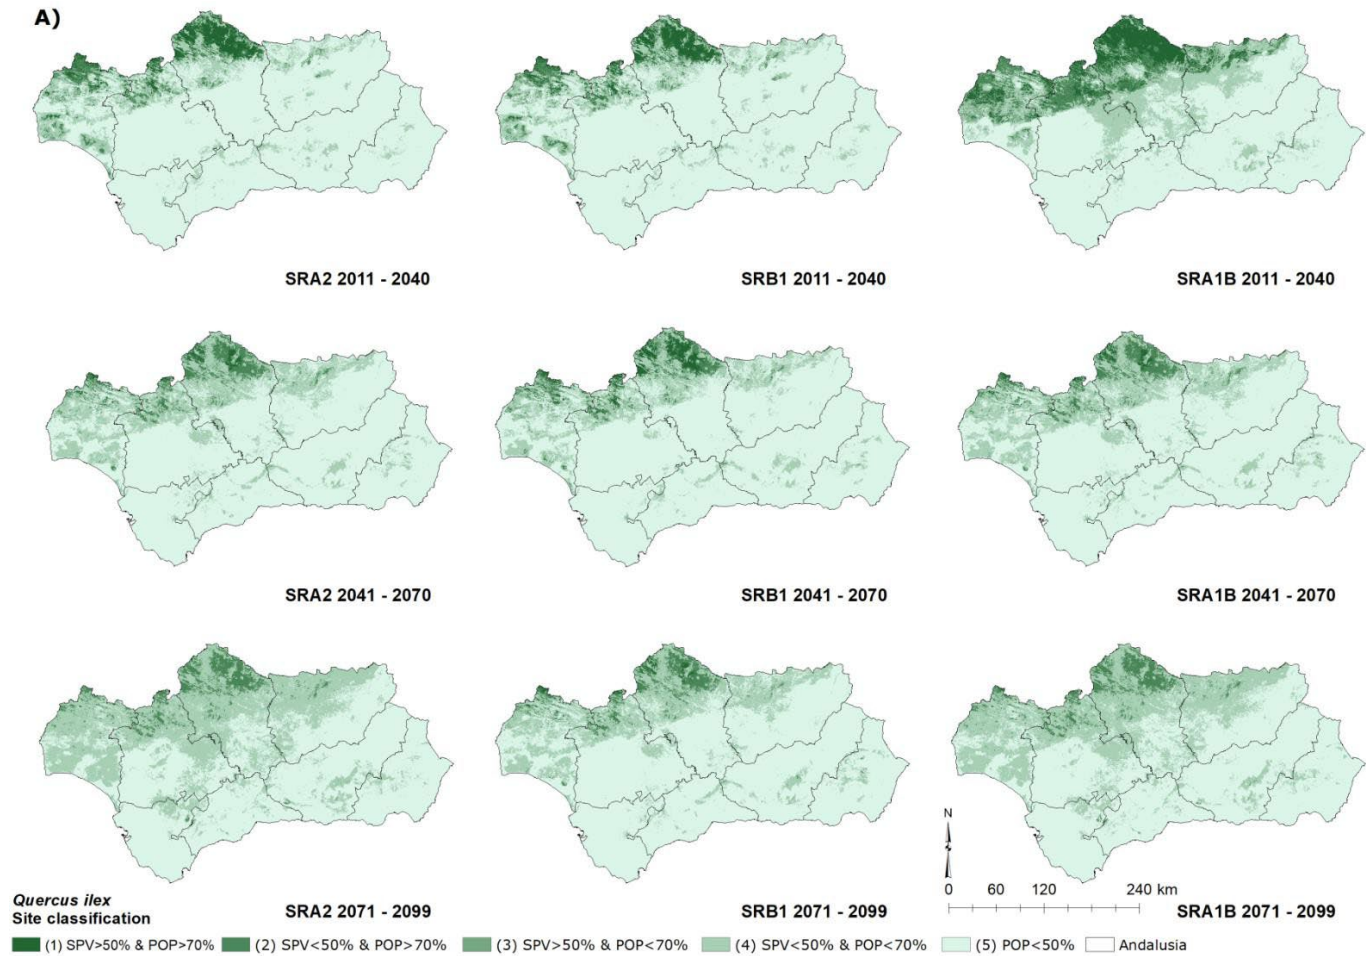 A)
SRA2 2011 - 2040
SRB1 2011 - 2040
SRA1B 2011 - 2040
SRA2 2041 - 2070
SRB1 2041 - 2070
SRA1B 2041 - 2070
N
0 60 120 240 km
SRA2 2071 - 2099
SRB1 2071 - 2099
SRA1B 2071 - 2099
Quercus ilex
Site classification
(1) SPV>50% & POP>70% (2) SPV<50% & POP>70% (3) SPV>50% & POP<70% (4) SPV<50% & POP<70% (5) POP<50% Andalusia